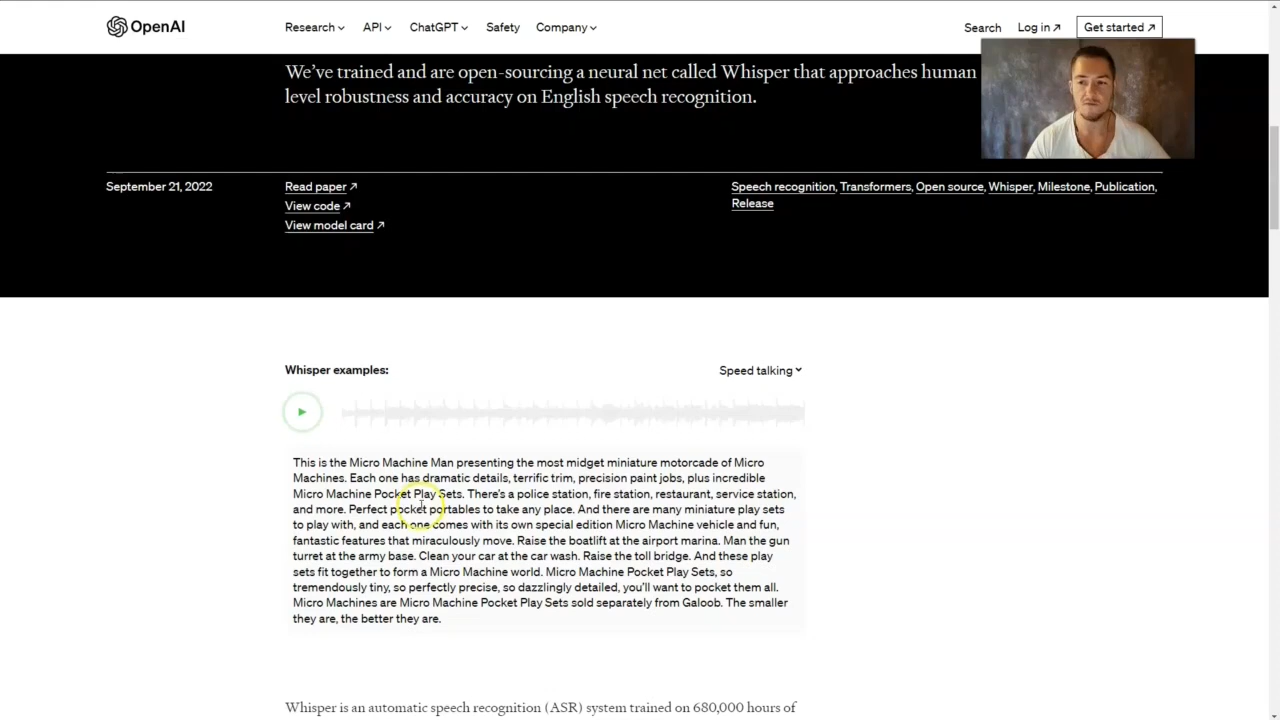 OpenAI
Research
API
ChatGPT
Safety
Company
Search
Log in ↗
Get started ↗
We've trained and are open-sourcing a neural net called Whisper that approaches human
level robustness and accuracy on English speech recognition.
September 21, 2022
Read paper ↗
View code ↗
View model card ↗
Speech recognition, Transformers, Open source, Whisper, Milestone, Publication,
Release
Whisper examples:
Speed talking
This is the Micro Machine Man presenting the most midget miniature motorcade of Micro
Machines. Each one has dramatic details, terrific trim, precision paint jobs, plus incredible
Micro Machine Pocket Play Sets. There's a police station, fire station, restaurant, service station,
and more. Perfect pocket portables to take any place. And there are many miniature play sets
to play with, and each one comes with its own special edition Micro Machine vehicle and fun,
fantastic features that miraculously move. Raise the boatlift at the airport marina. Man the gun
turret at the army base. Clean your car at the car wash. Raise the toll bridge. And these play
sets fit together to form a Micro Machine world. Micro Machine Pocket Play Sets, so
tremendously tiny, so perfectly precise, so dazzlingly detailed, you'll want to pocket them all.
Micro Machines are Micro Machine Pocket Play Sets sold separately from Galoob. The smaller
they are, the better they are.
Whisper is an automatic speech recognition (ASR) system trained on 680,000 hours of